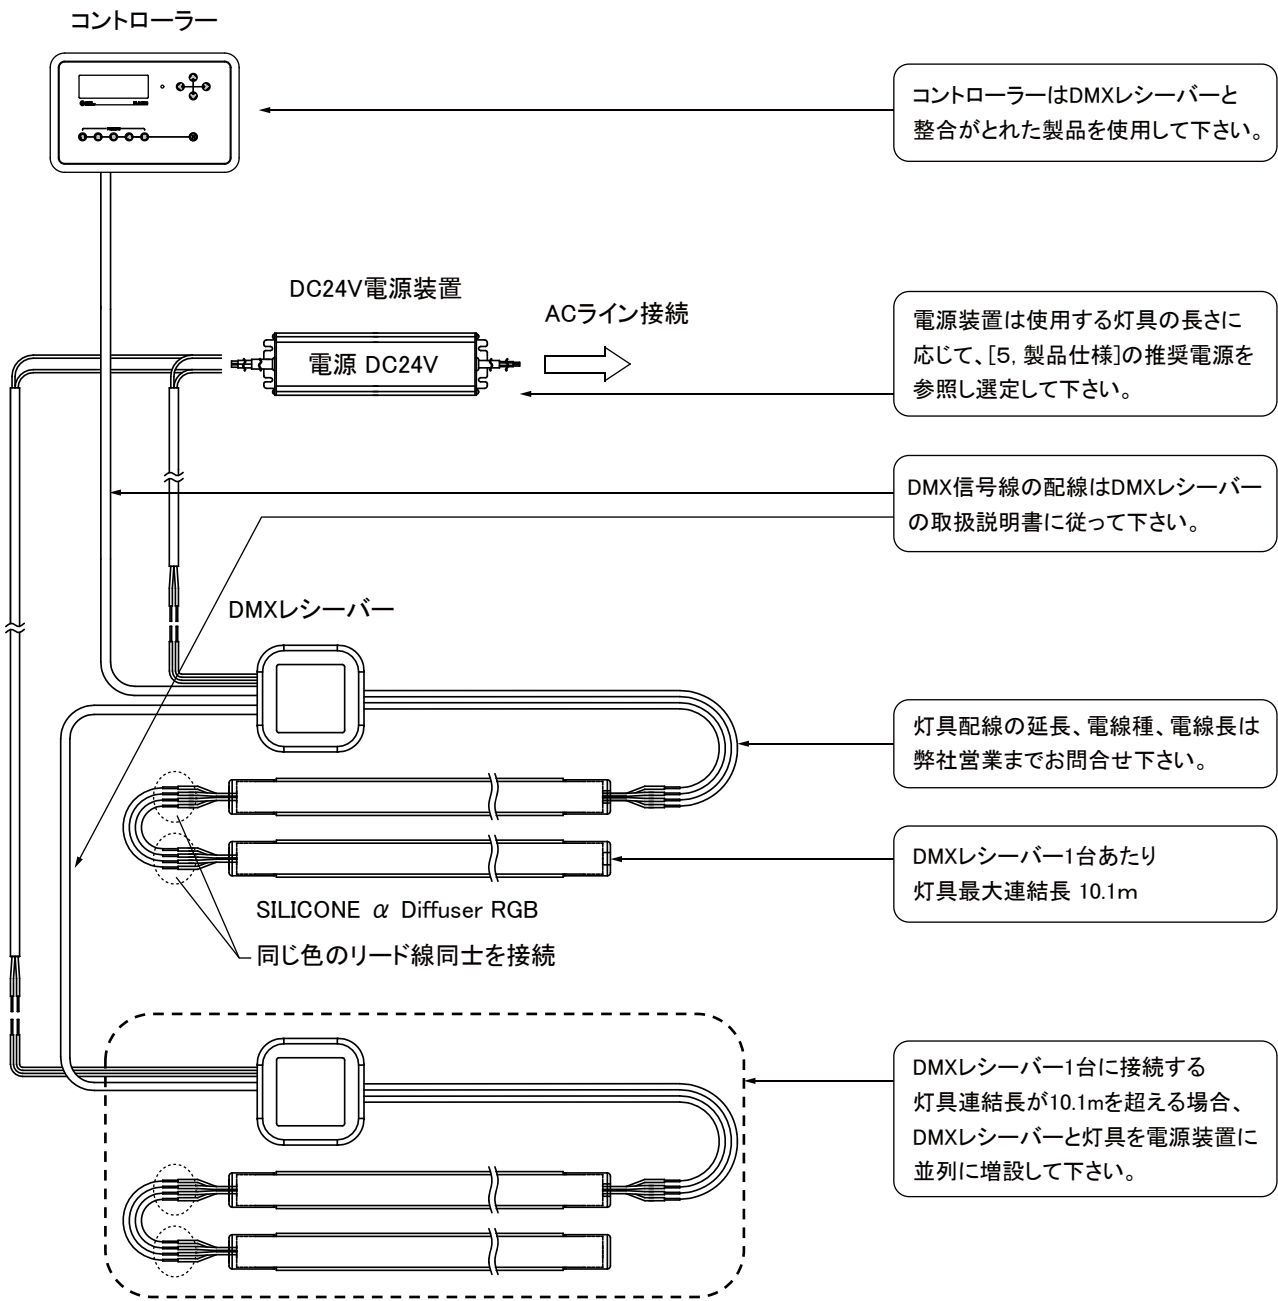 コントローラー
コントローラーはDMXレシーバーと
整合がとれた製品を使用して下さい。
DC24V電源装置
ACライン接続
電源 DC24V
電源装置は使用する灯具の長さに
応じて、[5, 製品仕様]の推奨電源を
参照し選定して下さい。
DMX信号線の配線はDMXレシーバー
の取扱説明書に従って下さい。
DMXレシーバー
灯具配線の延長、電線種、電線長は
弊社営業までお問合せ下さい。
DMXレシーバー1台あたり
灯具最大連結長 10.1m
SILICONE α Diffuser RGB
同じ色のリード線同士を接続
DMXレシーバー1台に接続する
灯具連結長が10.1mを超える場合、
DMXレシーバーと灯具を電源装置に
並列に増設して下さい。